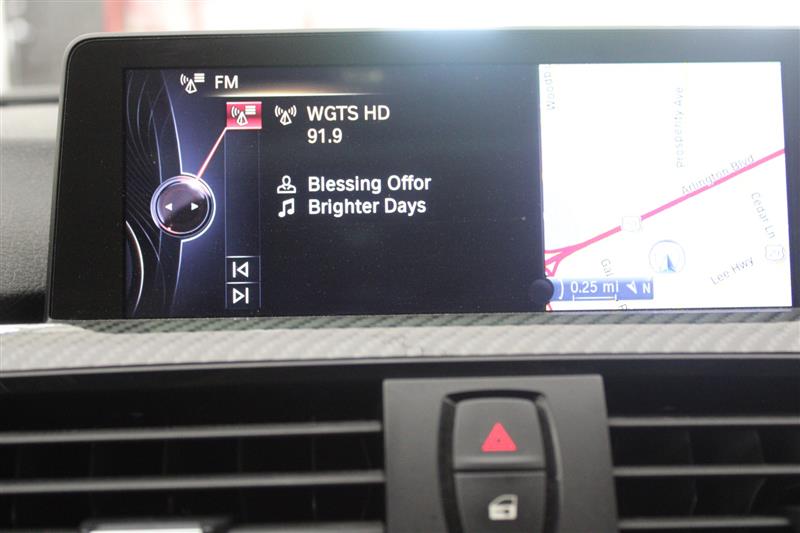 FM
WGTS HD
91.9
Blessing Offor
Brighter Days
Prosperity Ave
Arlington Blvd
Cedar Ln
Lee Hwy
0.25 mi
N